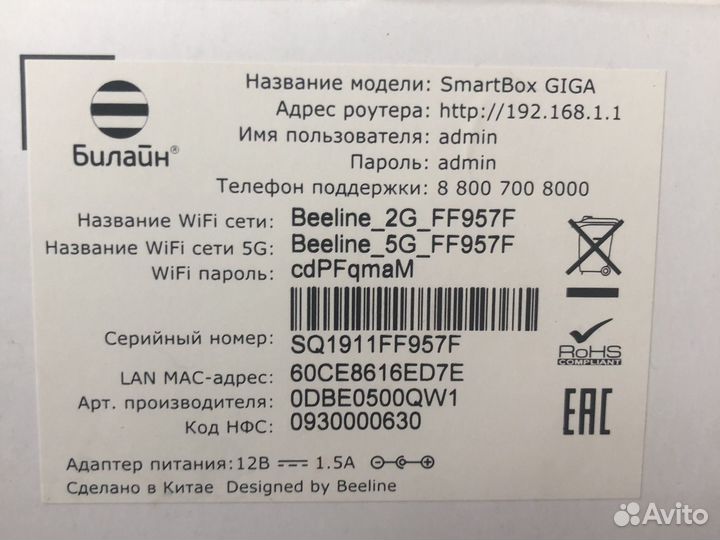 Билайн®
Название модели: SmartBox GIGA
Адрес роутера: http://192.168.1.1
Имя пользователя: admin
Пароль: admin
Телефон поддержки: 8 800 700 8000
Название WiFi сети: Beeline_2G_FF957F
Название WiFi сети 5G: Beeline_5G_FF957F
WiFi пароль: cdPFqmaM
Серийный номер: SQ1911FF957F
LAN MAC-адрес: 60CE8616ED7E
Арт. производителя: 0DBE0500QW1
Код НФС: 0930000630
RoHS
COMPLIANT
EAC
Адаптер питания: 12В 1.5А
Сделано в Китае Designed by Beeline
Avito